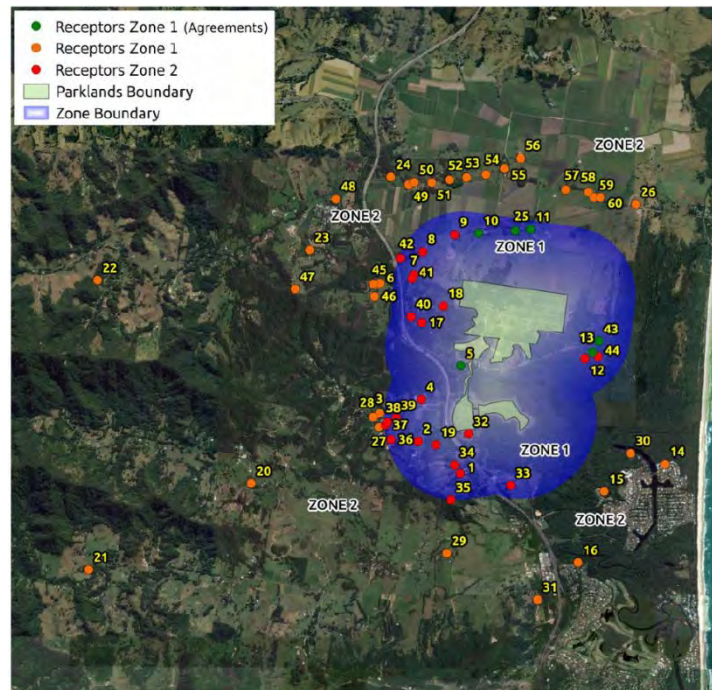 Receptors Zone 1 (Agreements)
Receptors Zone 1
Receptors Zone 2
Parklands Boundary
Zone Boundary
56
ZONE 2
24 50 52 53 54
55
49 51
57 58 59
60 26
48
ZONE 2
9 10 25 11
ZONE 1
42 8
23
7
41
22
45 6
47
46
18
40
17
43
13
44
5
12
4
28 3 38 39
37
27 36 2 19 32
34 ZONE 1
30 14
1
33
15
20
35
ZONE 2
ZONE 2
29
16
21
31